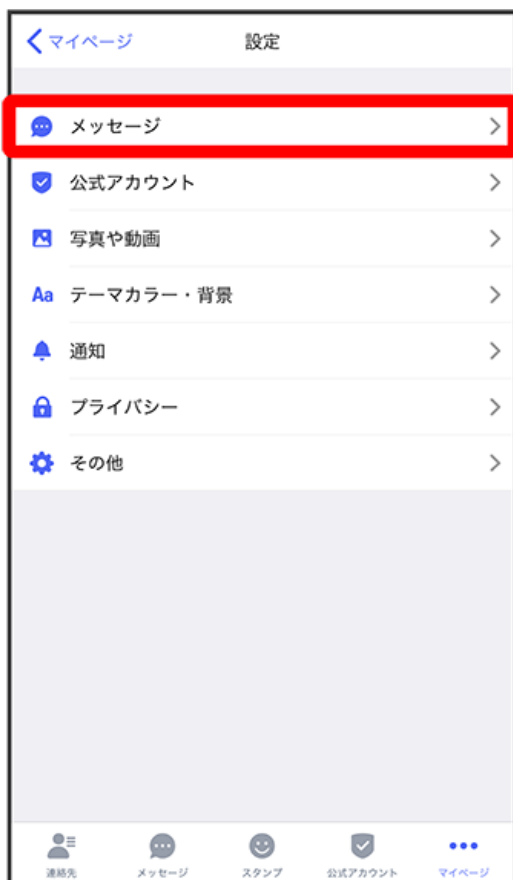 マイページ 設定
メッセージ
公式アカウント
写真や動画
Aa テーマカラー・背景
通知
プライバシー
その他
連絡先 メッセージ スタンプ 公式アカウント マイページ